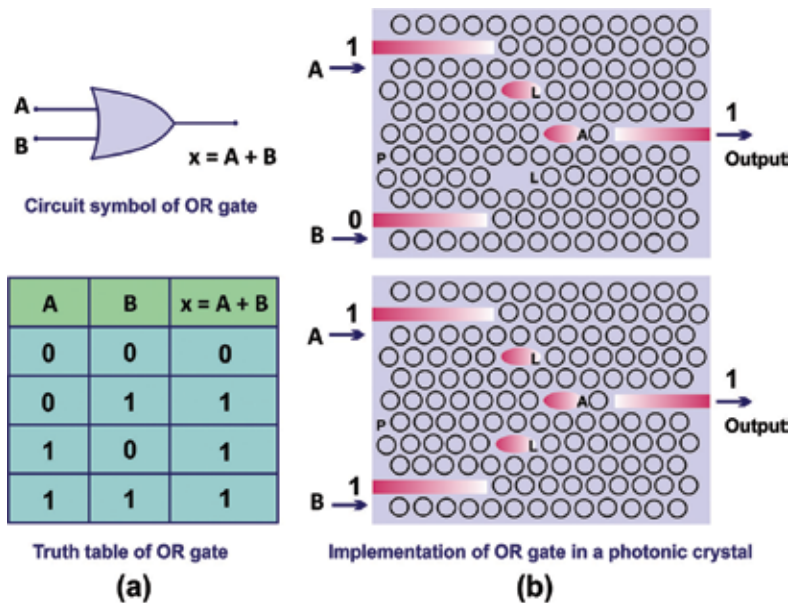 A
B
x = A + B
Circuit symbol of OR gate
A B x = A + B
0 0 0
0 1 1
1 0 1
1 1 1
Truth table of OR gate
(a)
1
A
L
1
A
Output
P
L
0
B
1
A
L
1
A
Output
P
L
1
B
Implementation of OR gate in a photonic crystal
(b)